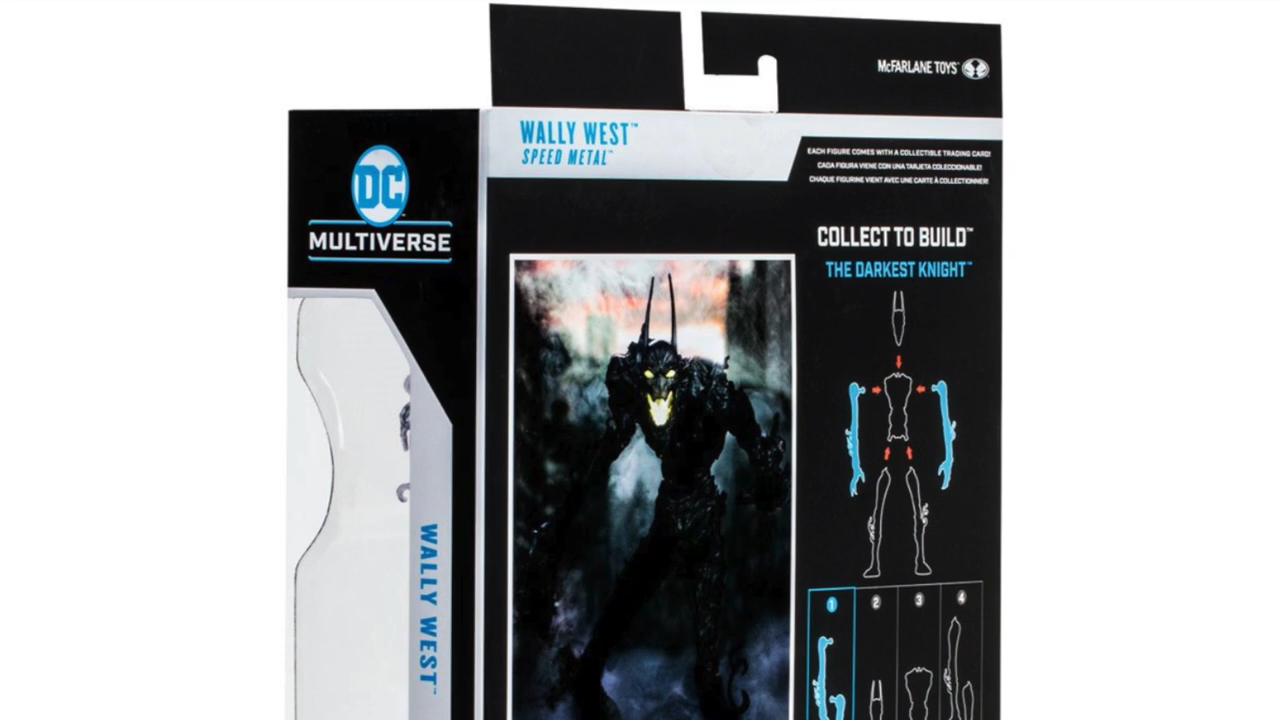 McFARLANE TOYS™
WALLY WEST™
SPEED METAL™
EACH FIGURE COMES WITH A COLLECTIBLE TRADING CARD!
CADA FIGURA VIENE CON UNA TARJETA COLECCIONABLE!
CHAQUE FIGURINE VIENT AVEC UNE CARTE À COLLECTIONNER!
DC
MULTIVERSE
COLLECT TO BUILD™
THE DARKEST KNIGHT™
WALLY WEST™
1 2 3 4